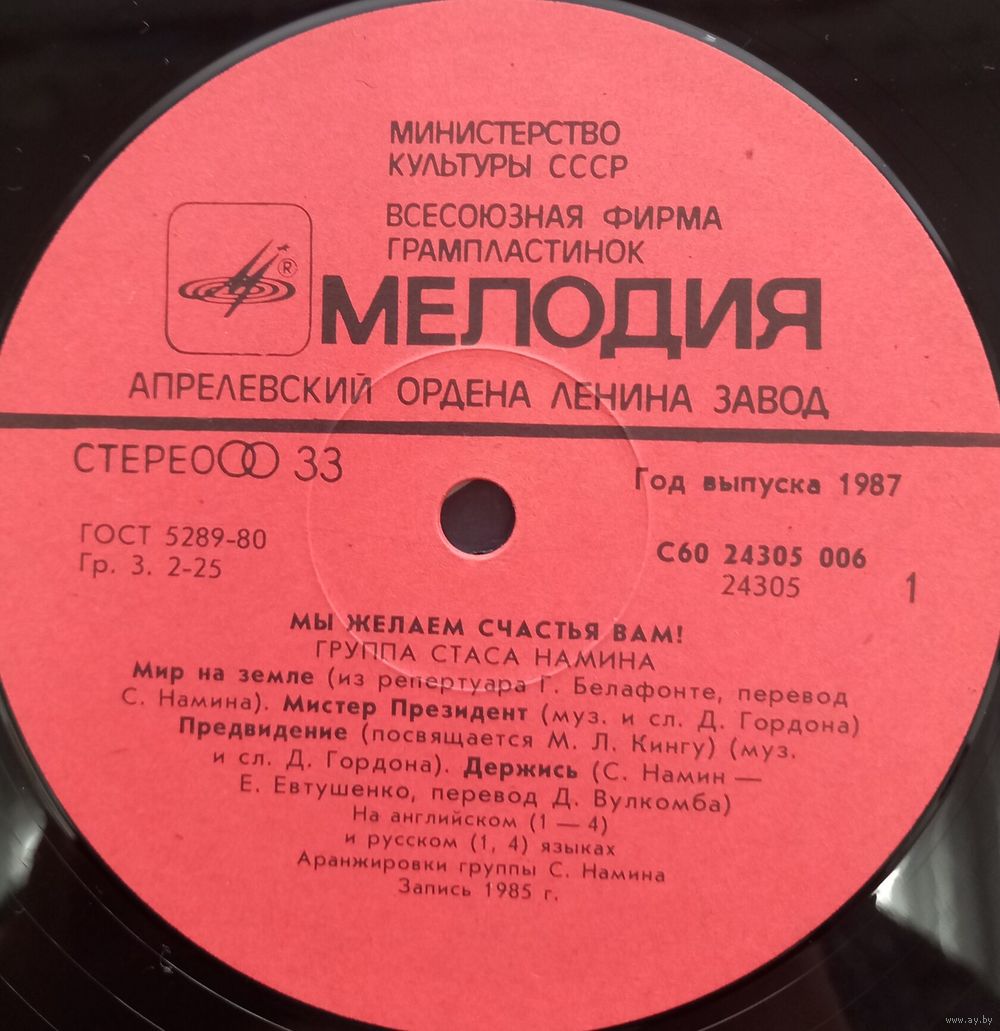 МИНИСТЕРСТВО
КУЛЬТУРЫ СССР
ВСЕСОЮЗНАЯ ФИРМА
ГРАМПЛАСТИНОК
®
МЕЛОДИЯ
АПРЕЛЕВСКИЙ ОРДЕНА ЛЕНИНА ЗАВОД
СТЕРЕО 33
Год выпуска 1987
ГОСТ 5289-80
Гр. 3. 2-25
С60 24305 006
24305
1
МЫ ЖЕЛАЕМ СЧАСТЬЯ ВАМ!
ГРУППА СТАСА НАМИНА
Мир на земле (из репертуара Г. Белафонте, перевод
С. Намина). Мистер Президент (муз. и сл. Д. Гордона)
Предвидение (посвящается М. Л. Кингу) (муз.
и сл. Д. Гордона). Держись (С. Намин —
Е. Евтушенко, перевод Д. Вулкомба)
На английском (1 — 4)
и русском (1, 4) языках
Аранжировки группы С. Намина
Запись 1985 г.
www.ay.by